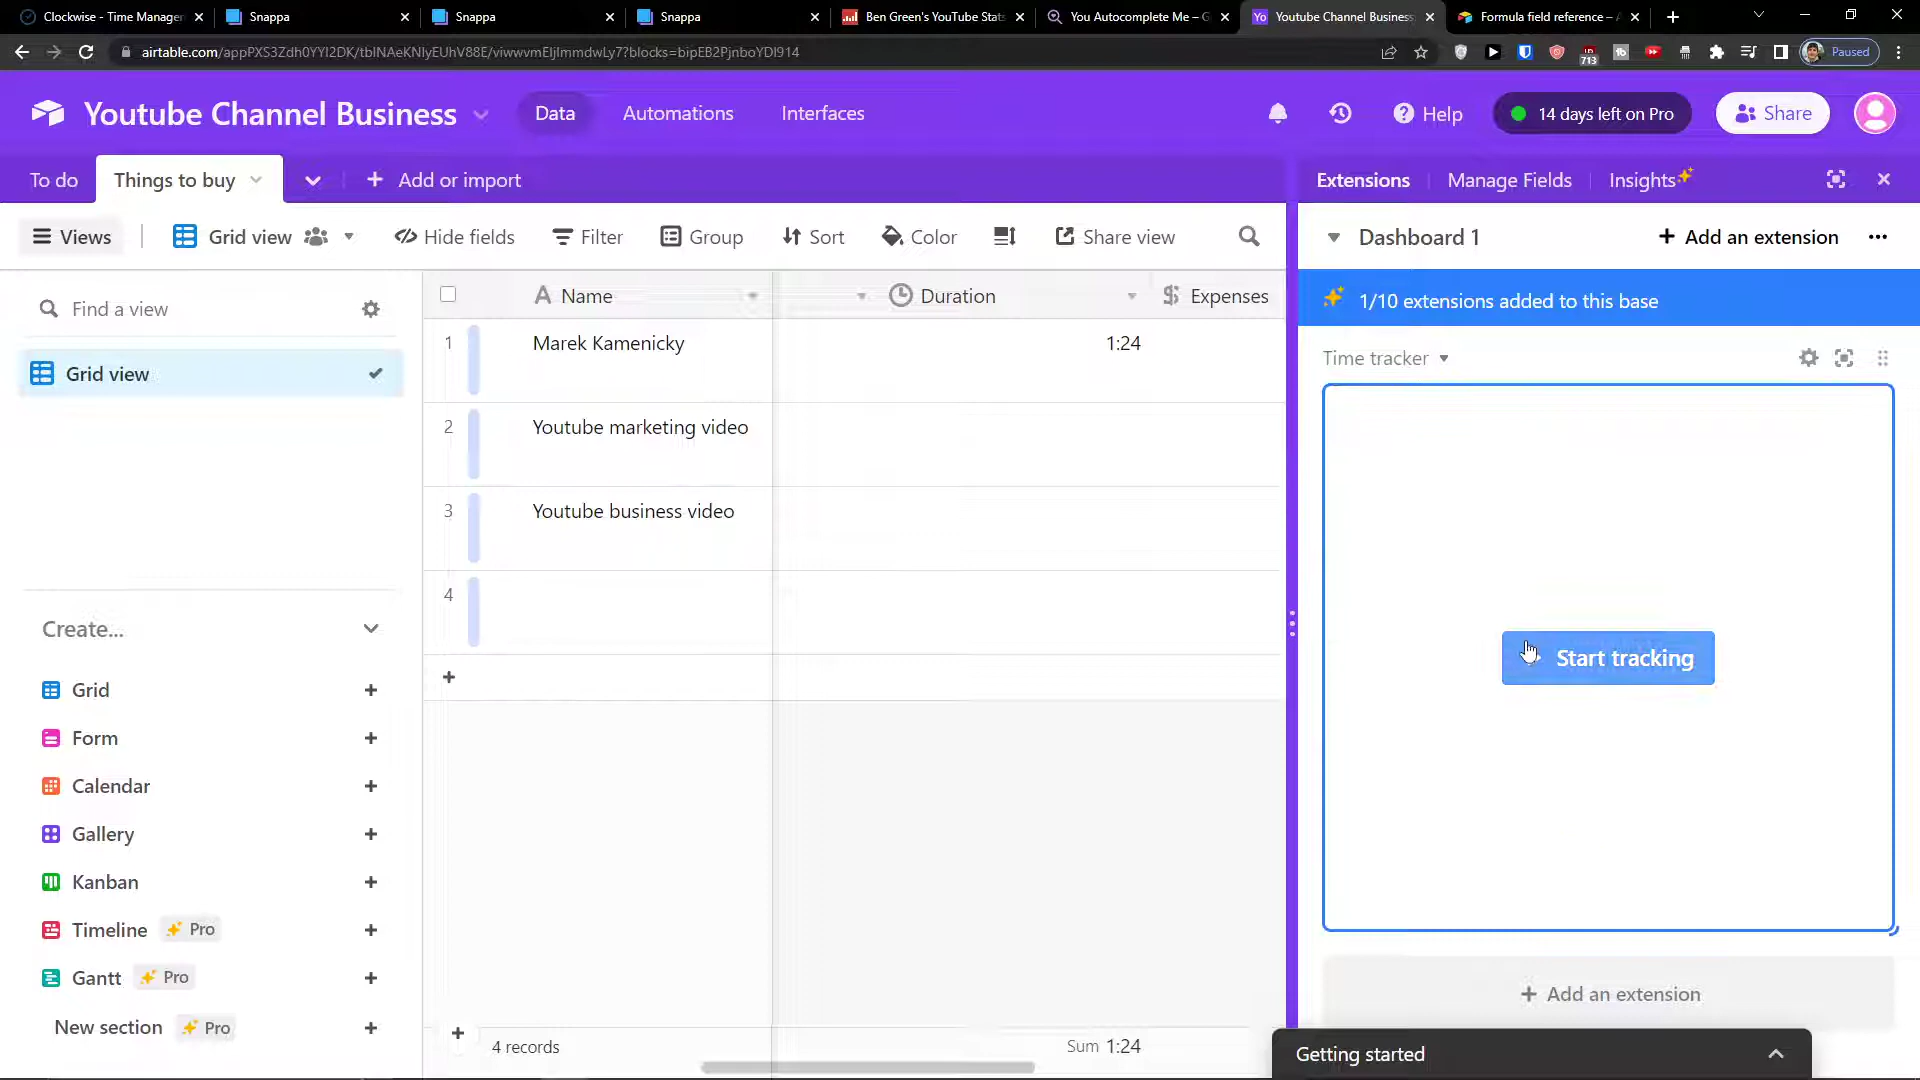 Clockwise - Time Manager
Snappa
Snappa
Snappa
Ben Green's YouTube Stats
You Autocomplete Me – G
Yo
Youtube Channel Business
Formula field reference –
airtable.com/appPXS3Zdh0YYI2DK/tblNAeKNlyEUhV88E/viwwvmEljlmmdwLy7?blocks=bipEB2PjnboYDI914
713
Paused
Youtube Channel Business
Data
Automations
Interfaces
Help
14 days left on Pro
Share
To do
Things to buy
Add or import
Extensions
Manage Fields
Insights
Views
Grid view
Hide fields
Filter
Group
Sort
Color
Share view
Dashboard 1
Add an extension
Find a view
Name
Duration
Expenses
1/10 extensions added to this base
Grid view
1
Marek Kamenicky
1:24
Time tracker
2
Youtube marketing video
3
Youtube business video
4
Create...
Start tracking
Grid
Form
Calendar
Gallery
Kanban
Timeline
Pro
Gantt
Pro
New section
Pro
Add an extension
4 records
Sum 1:24
Getting started